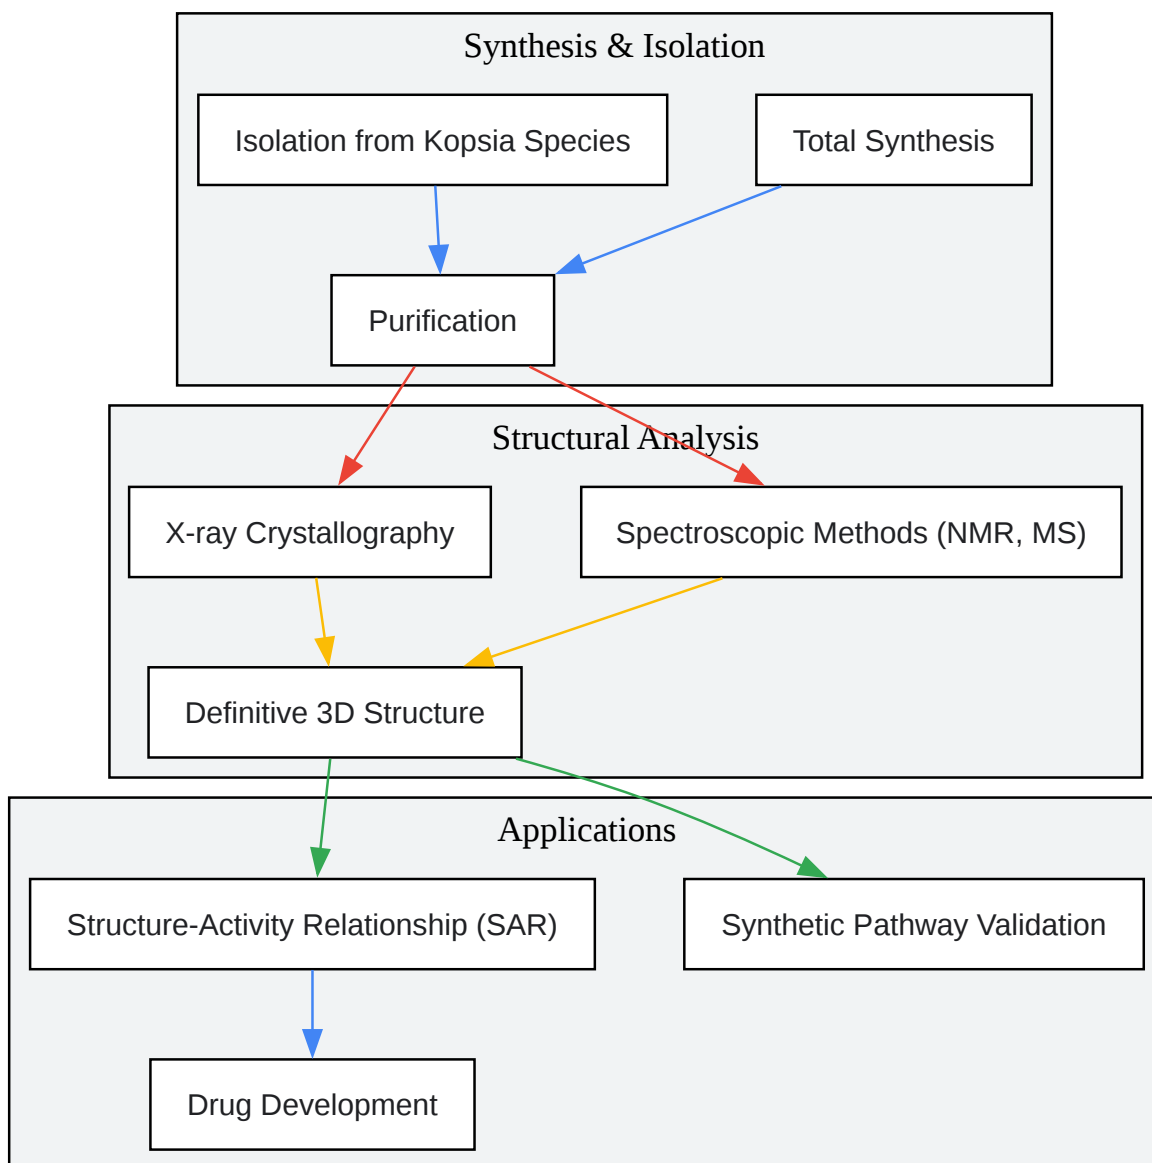 Synthesis & Isolation
Isolation from Kopsia Species
Total Synthesis
Purification
Structural Analysis
X-ray Crystallography
Spectroscopic Methods (NMR, MS)
Definitive 3D Structure
Applications
Structure-Activity Relationship (SAR)
Synthetic Pathway Validation
Drug Development